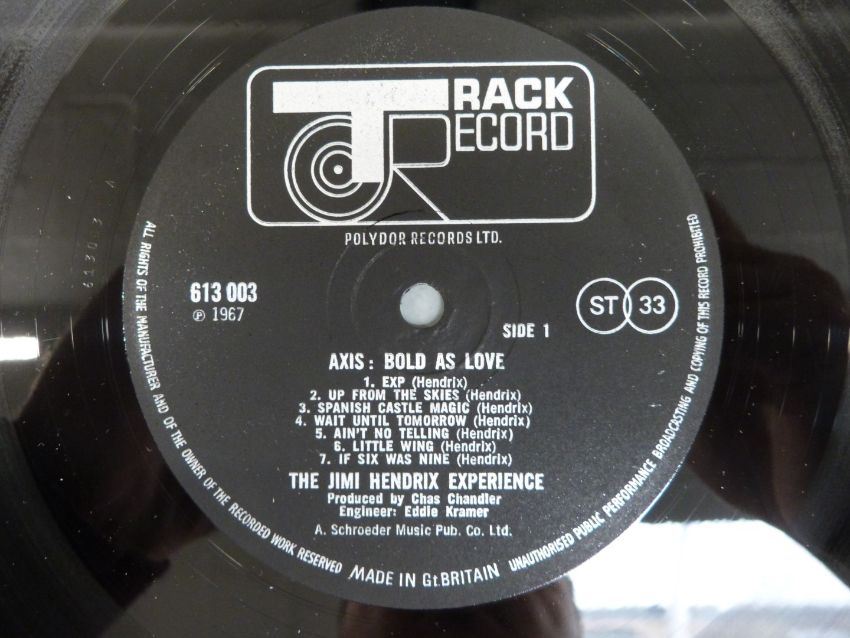 TRACK
RECORD
POLYDOR RECORDS LTD.
613 003
℗ 1967
SIDE 1
ST 33
AXIS: BOLD AS LOVE
1. EXP (Hendrix)
2. UP FROM THE SKIES (Hendrix)
3. SPANISH CASTLE MAGIC (Hendrix)
4. WAIT UNTIL TOMORROW (Hendrix)
5. AIN'T NO TELLING (Hendrix)
6. LITTLE WING (Hendrix)
7. IF SIX WAS NINE (Hendrix)
THE JIMI HENDRIX EXPERIENCE
Produced by Chas Chandler
Engineer: Eddie Kramer
A. Schroeder Music Pub. Co. Ltd.
ALL RIGHTS OF THE MANUFACTURER AND OF THE OWNER OF THE RECORDED WORK RESERVED
MADE IN Gt. BRITAIN
UNAUTHORISED PUBLIC PERFORMANCE BROADCASTING AND COPYING OF THIS RECORD PROHIBITED